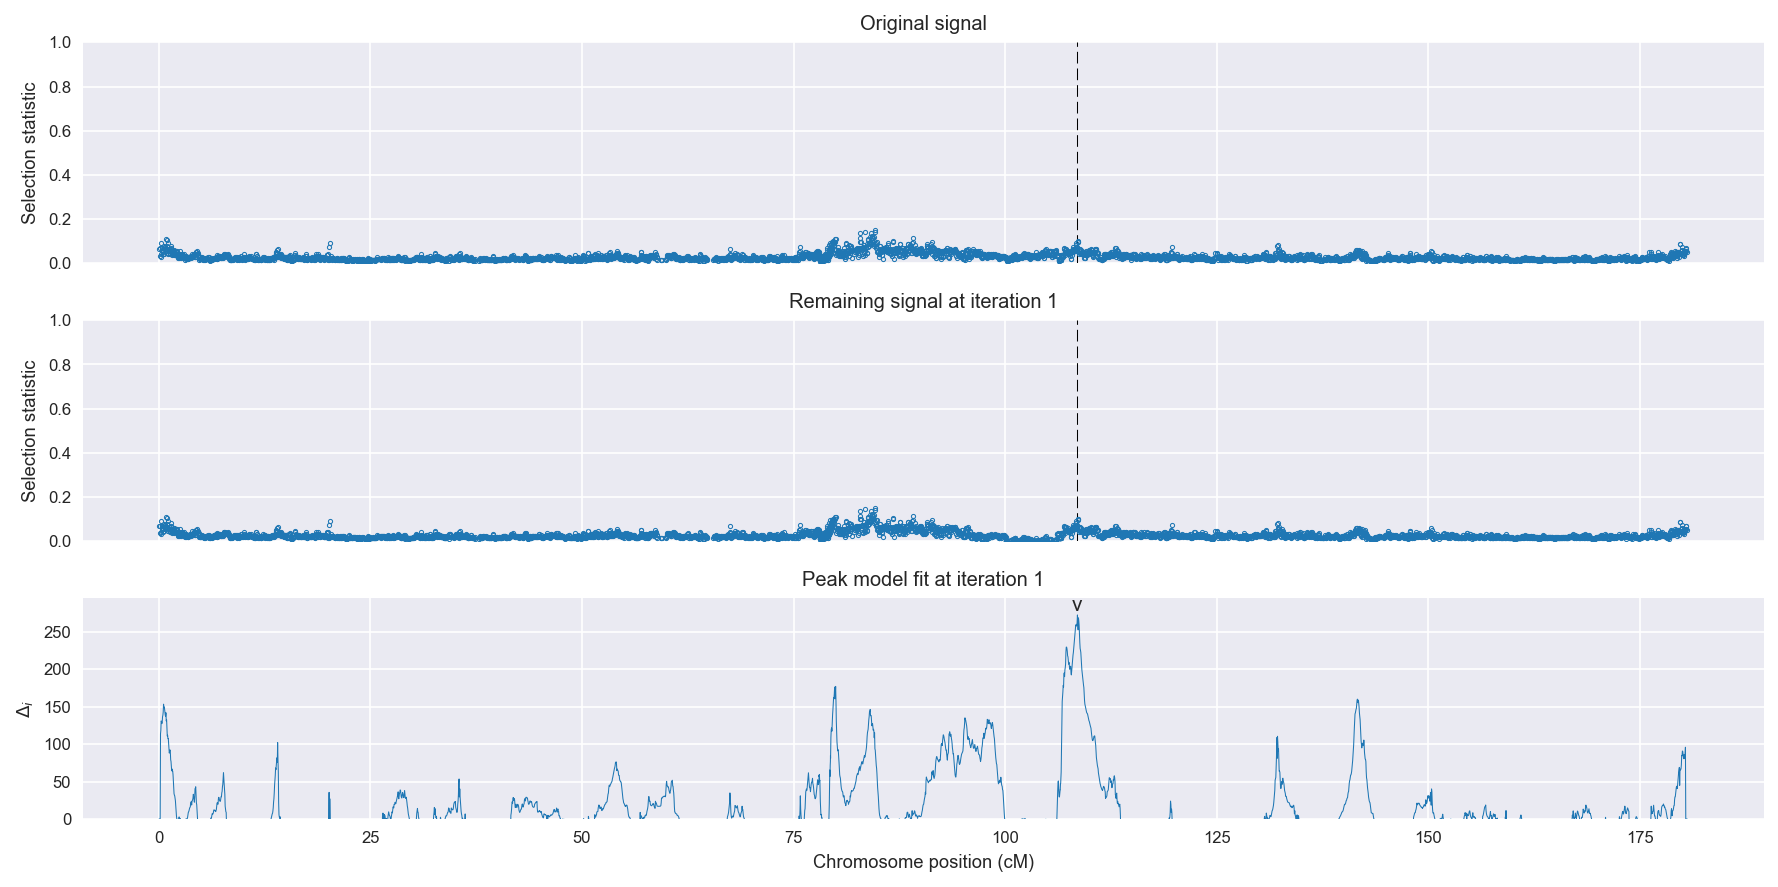 Original signal
1.0
0.8
0.6
0.4
0.2
0.0
Selection statistic
Remaining signal at iteration 1
1.0
0.8
0.6
0.4
0.2
0.0
Selection statistic
Peak model fit at iteration 1
v
250
200
150
100
50
0
Δi
0 25 50 75 100 125 150 175
Chromosome position (cM)